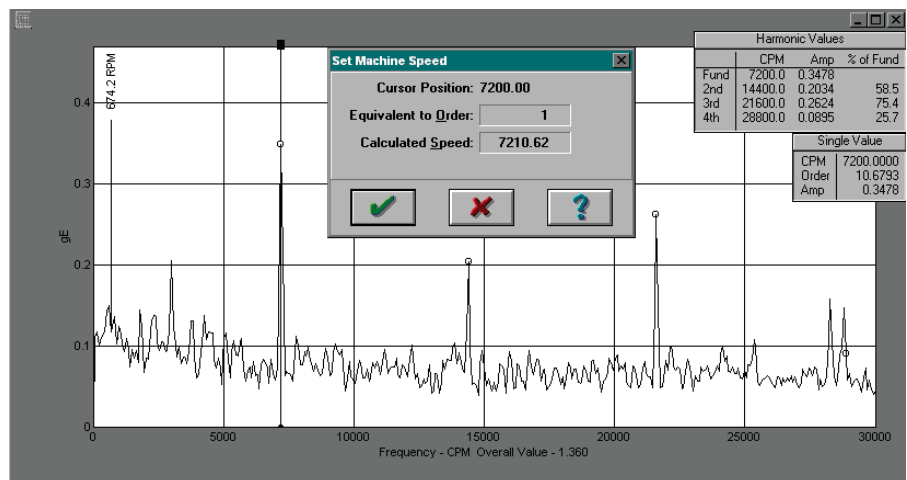 Harmonic Values
CPM Amp % of Fund
Fund 7200.0 0.3478
2nd 14400.0 0.2034 58.5
3rd 21600.0 0.2624 75.4
4th 28800.0 0.0895 25.7
Single Value
CPM 7200.0000
Order 10.6793
Amp 0.3478
Set Machine Speed
Cursor Position: 7200.00
Equivalent to Order: 1
Calculated Speed: 7210.62
674.2 RPM
gE
0.4
0.3
0.2
0.1
0
0 5000 10000 15000 20000 25000 30000
Frequency - CPM Overall Value - 1.360